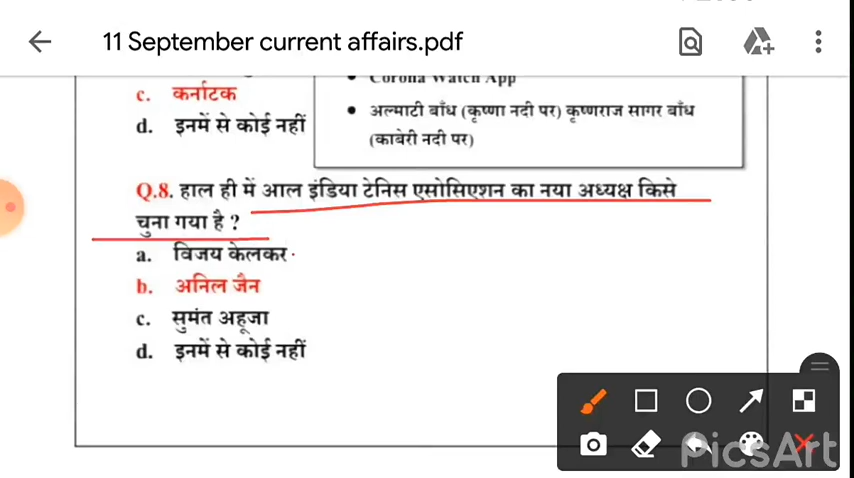 11 September current affairs.pdf
c. कर्नाटक
d. इनमें से कोई नहीं
• Corona Watch App
• अल्माटी बाँध (कृष्णा नदी पर) कृष्णराज सागर बाँध
(काबेरी नदी पर)
Q.8. हाल ही में आल इंडिया टेनिस एसोसिएशन का नया अध्यक्ष किसे
चुना गया है ?
a. विजय केलकर
b. अनिल जैन
c. सुमंत अहूजा
d. इनमें से कोई नहीं
PicsArt